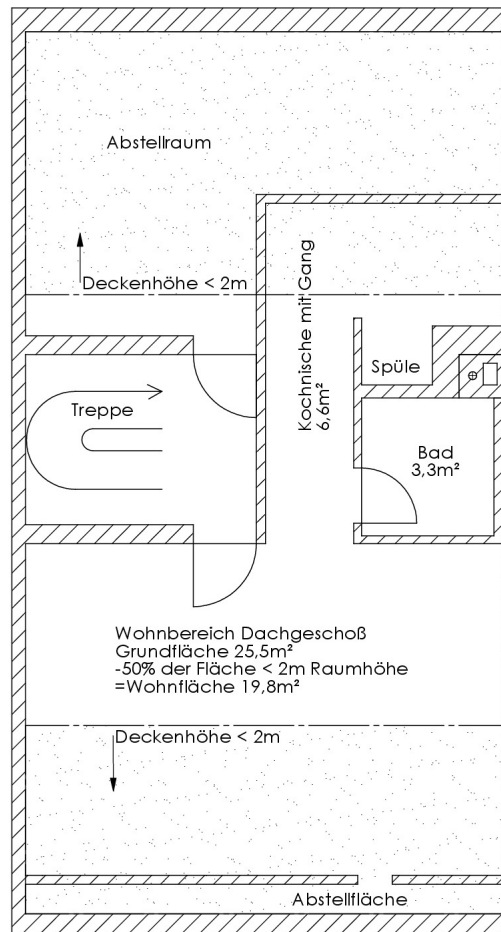 Abstellraum
Deckenhöhe < 2m
Kochnische mit Gang
6,6m²
Spüle
Treppe
Bad
3,3m²
Wohnbereich Dachgeschoß
Grundfläche 25,5m²
-50% der Fläche < 2m Raumhöhe
=Wohnfläche 19,8m²
Deckenhöhe < 2m
Abstellfläche